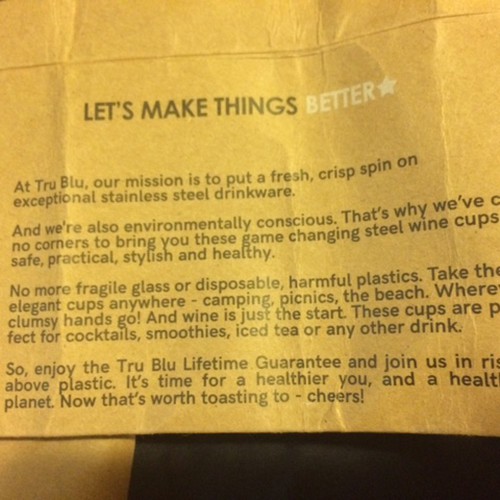 LET'S MAKE THINGS BETTER
At Tru Blu, our mission is to put a fresh, crisp spin on
exceptional stainless steel drinkware.
And we're also environmentally conscious. That's why we've c
no corners to bring you these game changing steel wine cups
safe, practical, stylish and healthy.
No more fragile glass or disposable, harmful plastics. Take the
elegant cups anywhere - camping, picnics, the beach. Where
clumsy hands go! And wine is just the start. These cups are p
fect for cocktails, smoothies, iced tea or any other drink.
So, enjoy the Tru Blu Lifetime Guarantee and join us in ris
above plastic. It's time for a healthier you, and a healt
planet. Now that's worth toasting to - cheers!